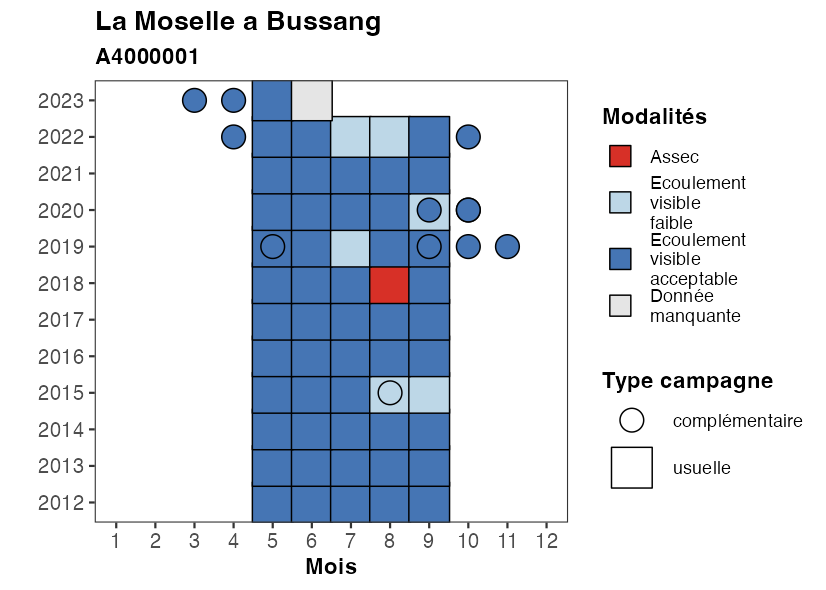 La Moselle a Bussang
A4000001
2023
2022
2021
2020
2019
2018
2017
2016
2015
2014
2013
2012
1 2 3 4 5 6 7 8 9 10 11 12
Mois
Modalités
Assec
Ecoulement
visible
faible
Ecoulement
visible
acceptable
Donnée
manquante
Type campagne
complémentaire
usuelle